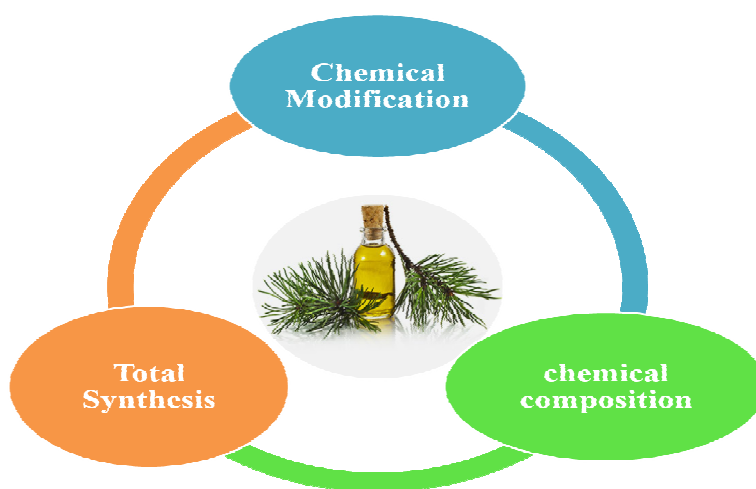 Chemical
Modification
Total
Synthesis
chemical
composition